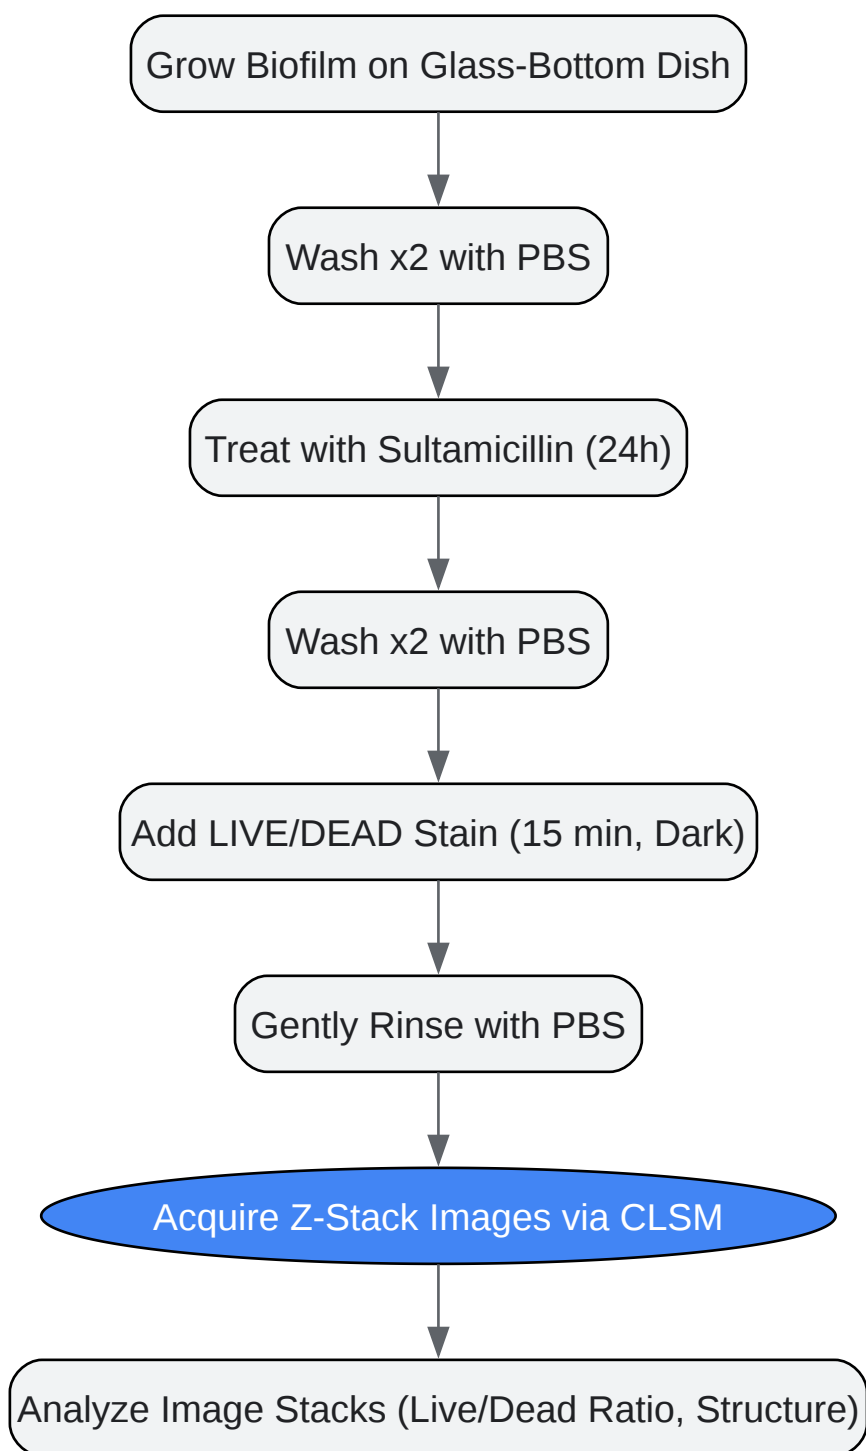 Grow Biofilm on Glass-Bottom Dish
Wash x2 with PBS
Treat with Sultamicillin (24h)
Wash x2 with PBS
Add LIVE/DEAD Stain (15 min, Dark)
Gently Rinse with PBS
Acquire Z-Stack Images via CLSM
Analyze Image Stacks (Live/Dead Ratio, Structure)